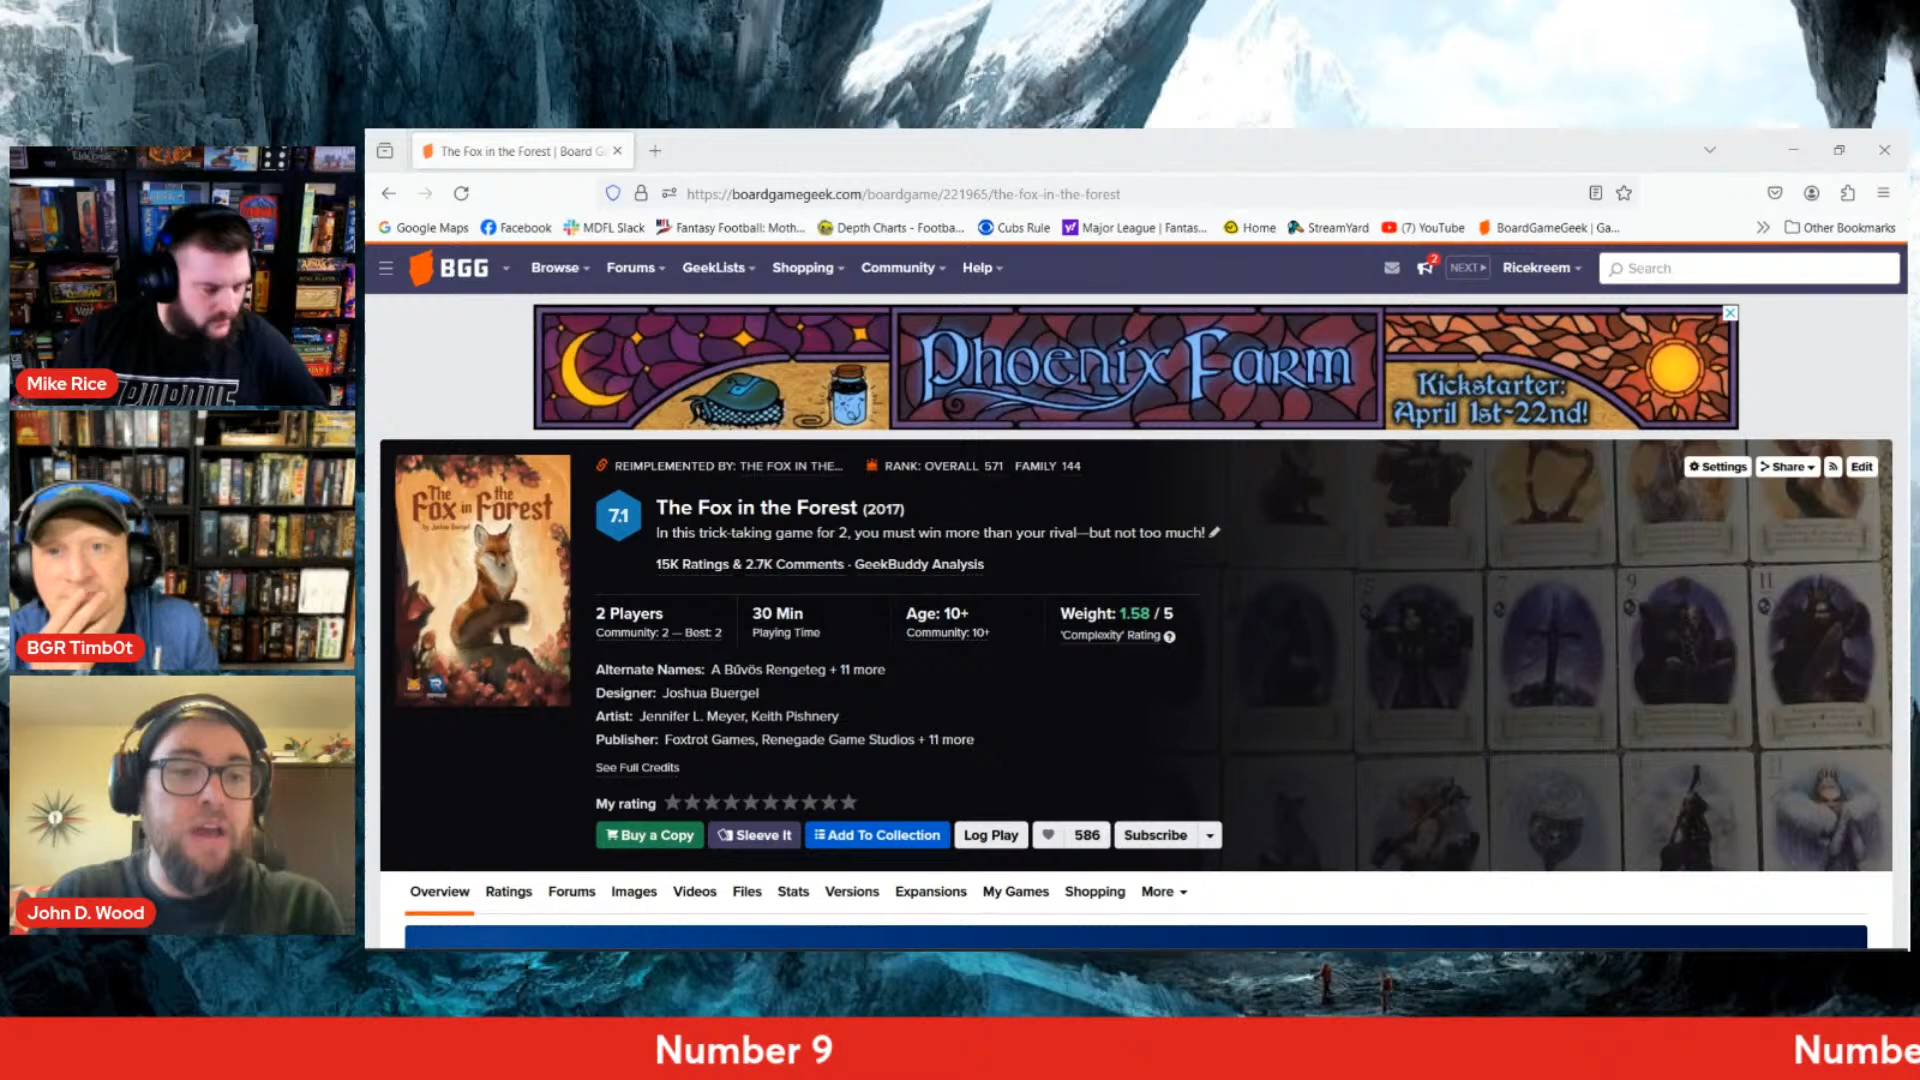 The Fox in the Forest | Board G
https://boardgamegeek.com/boardgame/221965/the-fox-in-the-forest
Google Maps
Facebook
MDFL Slack
Fantasy Football: Moth...
Depth Charts - Footba...
Cubs Rule
Major League | Fantas...
Home
StreamYard
(7) YouTube
BoardGameGeek | Ga...
Other Bookmarks
BGG
Browse
Forums
GeekLists
Shopping
Community
Help
2
NEXT
Ricekreem
Search
Phoenix Farm
Kickstarter:
April 1st-22nd!
REIMPLEMENTED BY: THE FOX IN THE...
RANK: OVERALL 571 FAMILY 144
Settings
Share
Edit
The Fox in the Forest
by Joshua Buergel
7.1
The Fox in the Forest (2017)
In this trick-taking game for 2, you must win more than your rival—but not too much!
15K Ratings & 2.7K Comments · GeekBuddy Analysis
2 Players
Community: 2 — Best: 2
30 Min
Playing Time
Age: 10+
Community: 10+
Weight: 1.58 / 5
'Complexity' Rating
Alternate Names: A Bűvös Rengeteg + 11 more
Designer: Joshua Buergel
Artist: Jennifer L. Meyer, Keith Pishnery
Publisher: Foxtrot Games, Renegade Game Studios + 11 more
See Full Credits
My rating
Buy a Copy
Sleeve It
Add To Collection
Log Play
586
Subscribe
Overview
Ratings
Forums
Images
Videos
Files
Stats
Versions
Expansions
My Games
Shopping
More
Mike Rice
BGR Timb0t
John D. Wood
Number 9
Numbe